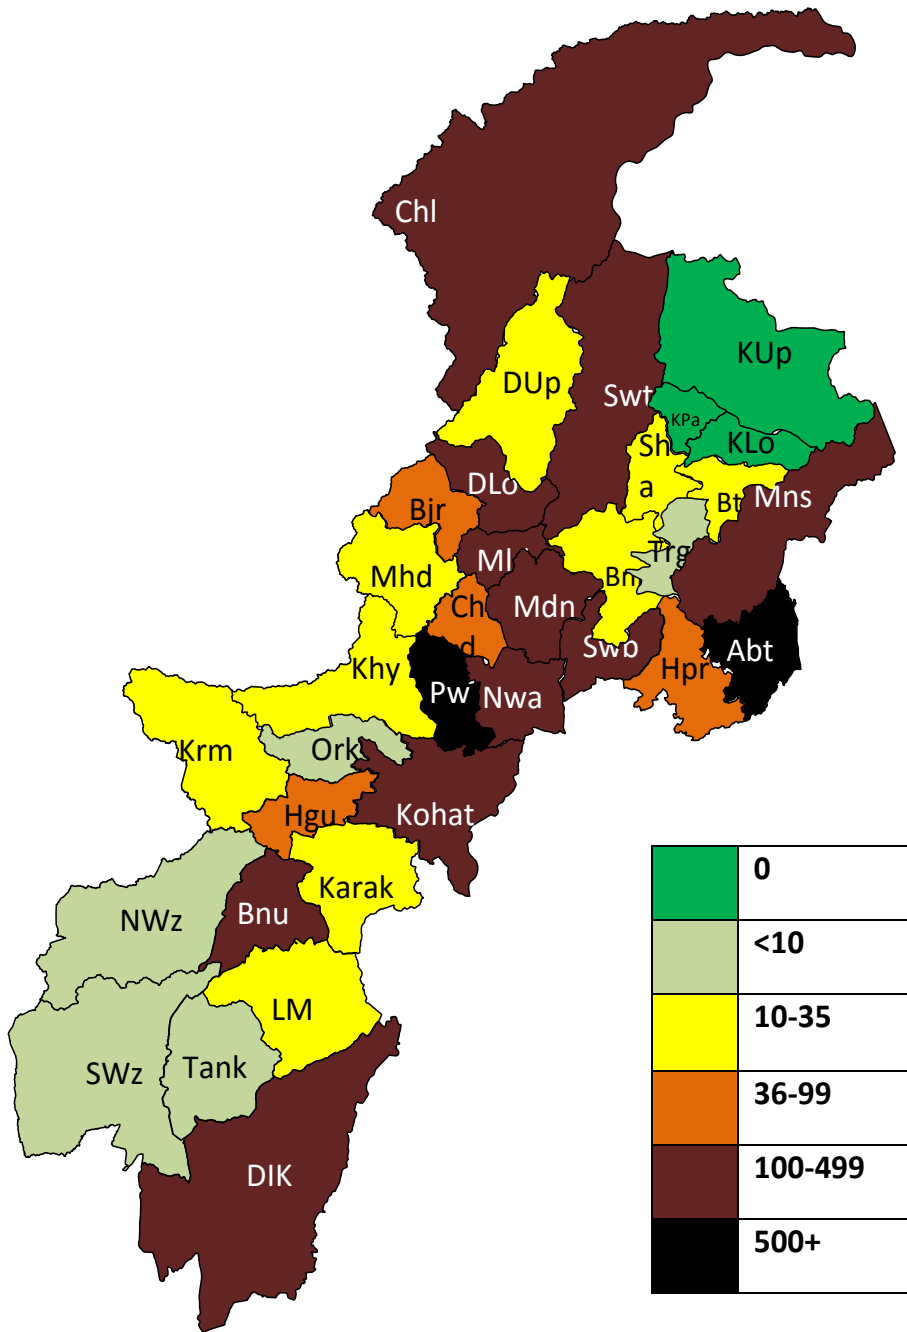 Chl
KUp
DUp
Swt
KPa
KLo
Sh
a
DLo
Bt
Mns
Bjr
Trg
Ml
Bn
Mhd
Ch
d
Mdn
Swb
Abt
Khy
Hpr
Pw
Nwa
Krm
Ork
Hgu
Kohat
Karak
Bnu
NWz
LM
SWz
Tank
DIK
0
<10
10-35
36-99
100-499
500+